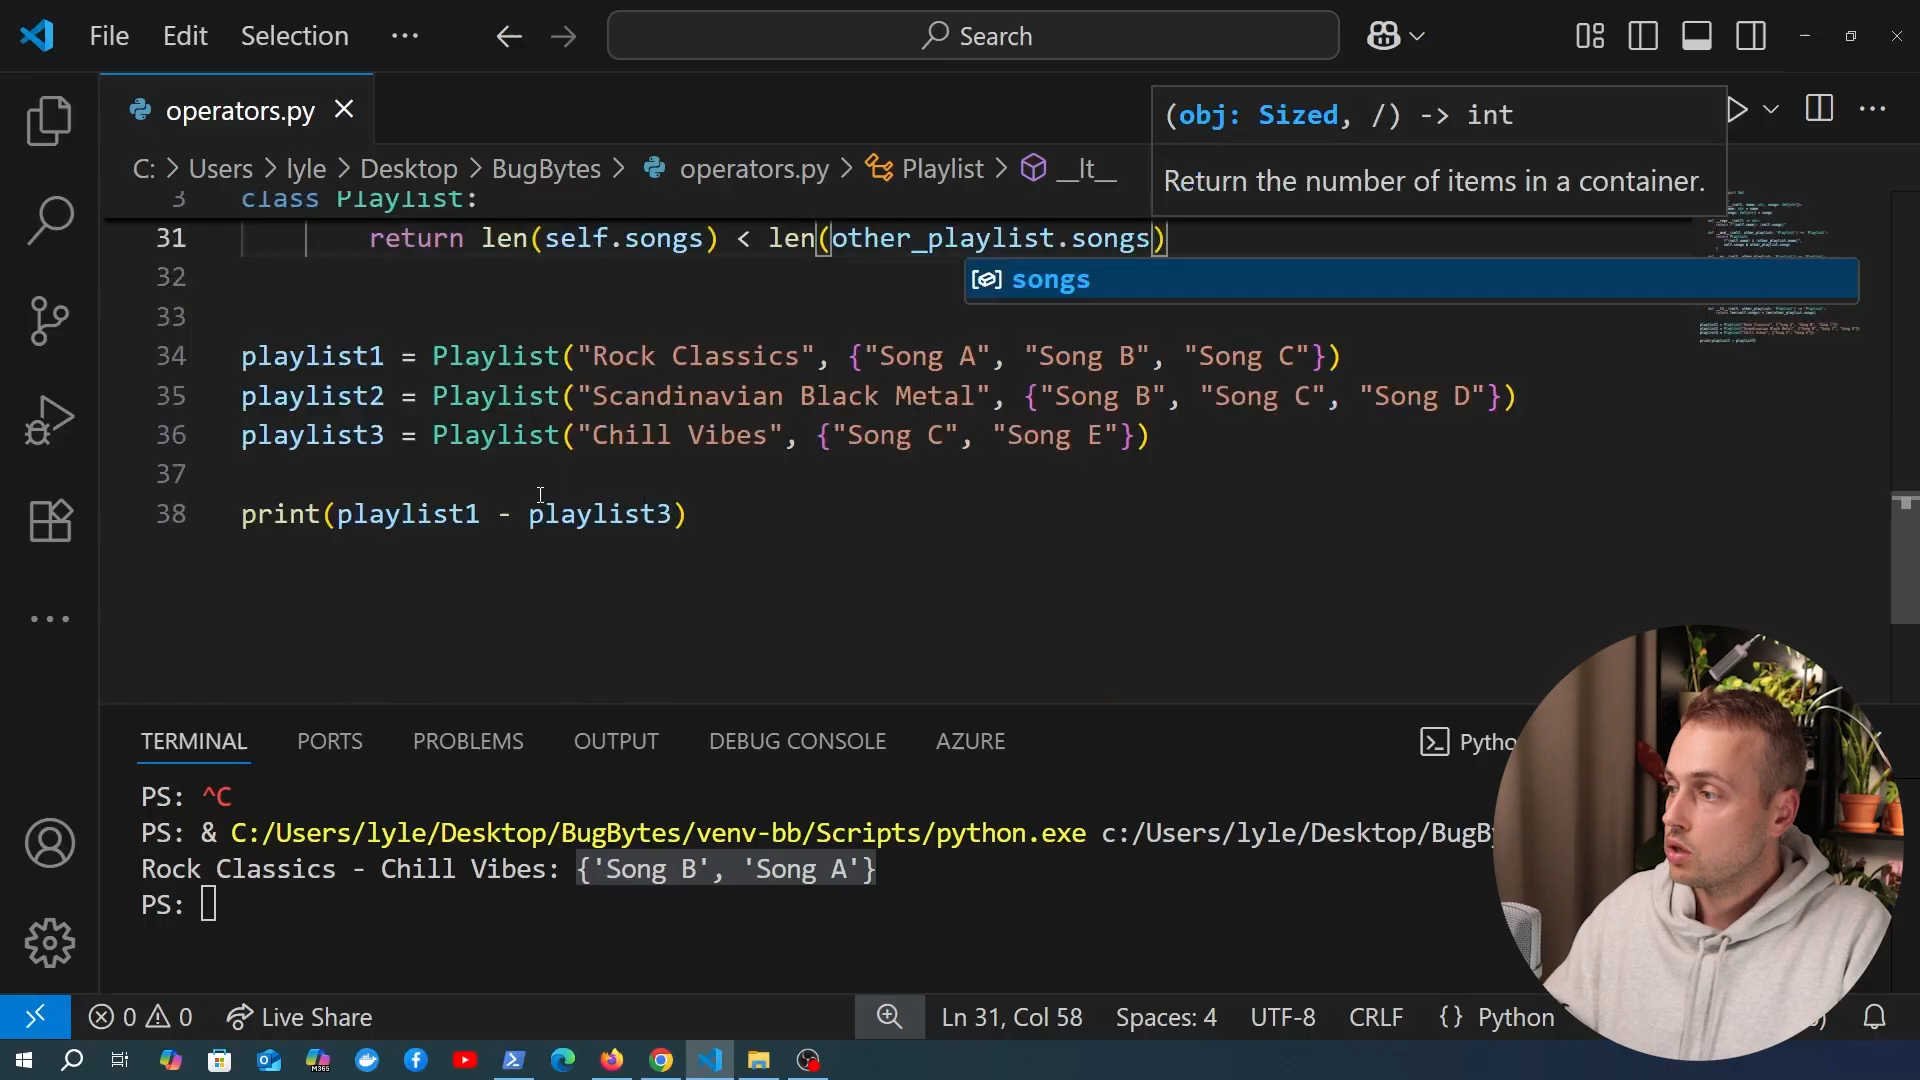 File Edit Selection ··· Search
operators.py
(obj: Sized, /) -> int
C: > Users > lyle > Desktop > BugBytes > operators.py > Playlist > __lt__
Return the number of items in a container.
3 class Playlist:
31 return len(self.songs) < len(other_playlist.songs)
32
songs
33
34 playlist1 = Playlist("Rock Classics", {"Song A", "Song B", "Song C"})
35 playlist2 = Playlist("Scandinavian Black Metal", {"Song B", "Song C", "Song D"})
36 playlist3 = Playlist("Chill Vibes", {"Song C", "Song E"})
37
38 print(playlist1 - playlist3)
TERMINAL PORTS PROBLEMS OUTPUT DEBUG CONSOLE AZURE
PS: ^C
PS: & C:/Users/lyle/Desktop/BugBytes/venv-bb/Scripts/python.exe c:/Users/lyle/Desktop/BugBy
Rock Classics - Chill Vibes: {'Song B', 'Song A'}
PS:
0 0 Live Share Ln 31, Col 58 Spaces: 4 UTF-8 CRLF {} Python